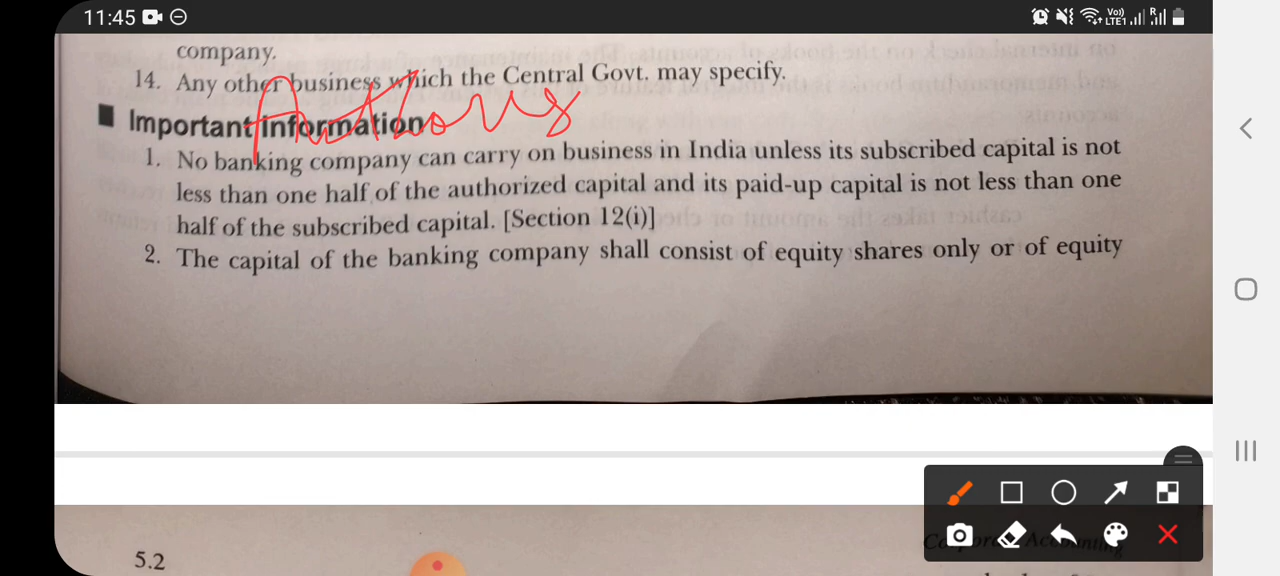 11:45
company.
14. Any other business which the Central Govt. may specify.
Important information
1. No banking company can carry on business in India unless its subscribed capital is not
less than one half of the authorized capital and its paid-up capital is not less than one
half of the subscribed capital. [Section 12(i)]
2. The capital of the banking company shall consist of equity shares only or of equity
5.2
Corporate Accounting